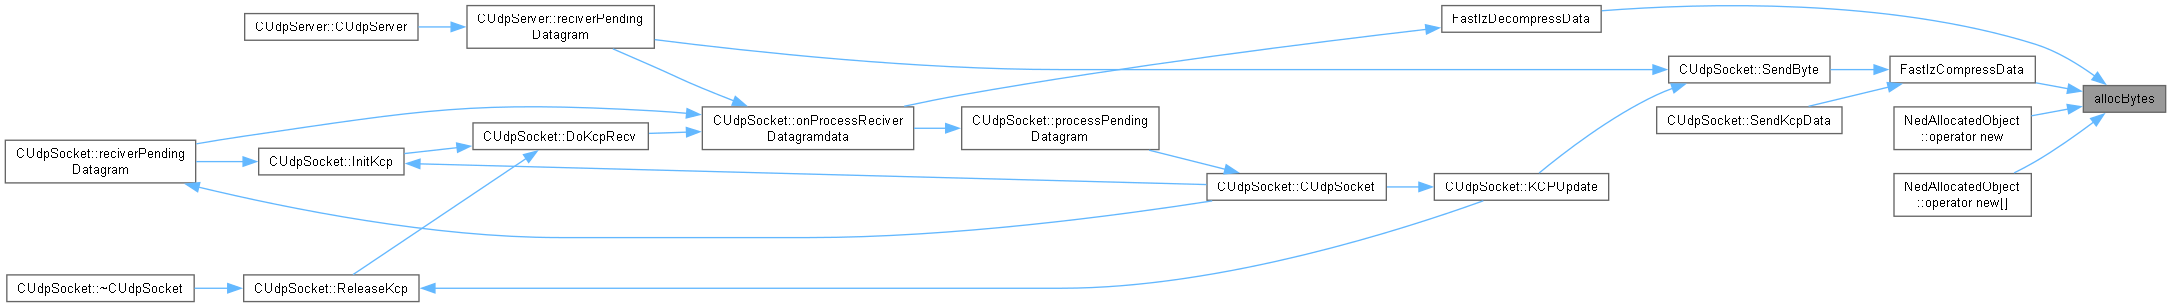 CUdpServer::CUdpServer
CUdpServer::reciverPending
Datagram
FastlzDecompressData
CUdpSocket::SendByte
FastlzCompressData
allocBytes
CUdpSocket::onProcessReciver
Datagramdata
CUdpSocket::processPending
Datagram
CUdpSocket::SendKcpData
NedAllocatedObject
::operator new
CUdpSocket::DoKcpRecv
CUdpSocket::reciverPending
Datagram
CUdpSocket::InitKcp
CUdpSocket::CUdpSocket
CUdpSocket::KCPUpdate
NedAllocatedObject
::operator new[]
CUdpSocket::~CUdpSocket
CUdpSocket::ReleaseKcp